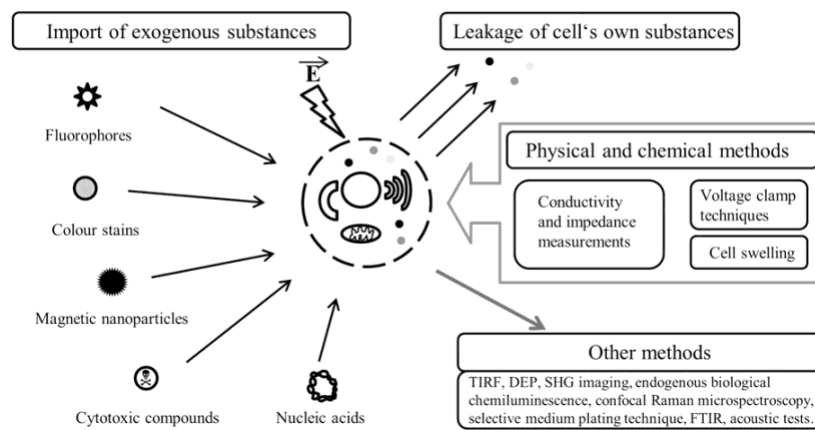 Import of exogenous substances
Leakage of cell‘s own substances
E
Fluorophores
Colour stains
Magnetic nanoparticles
Cytotoxic compounds
Nucleic acids
Physical and chemical methods
Conductivity
and impedance
measurements
Voltage clamp
techniques
Cell swelling
Other methods
TIRF, DEP, SHG imaging, endogenous biological
chemiluminescence, confocal Raman microspectroscopy,
selective medium plating technique, FTIR, acoustic tests.